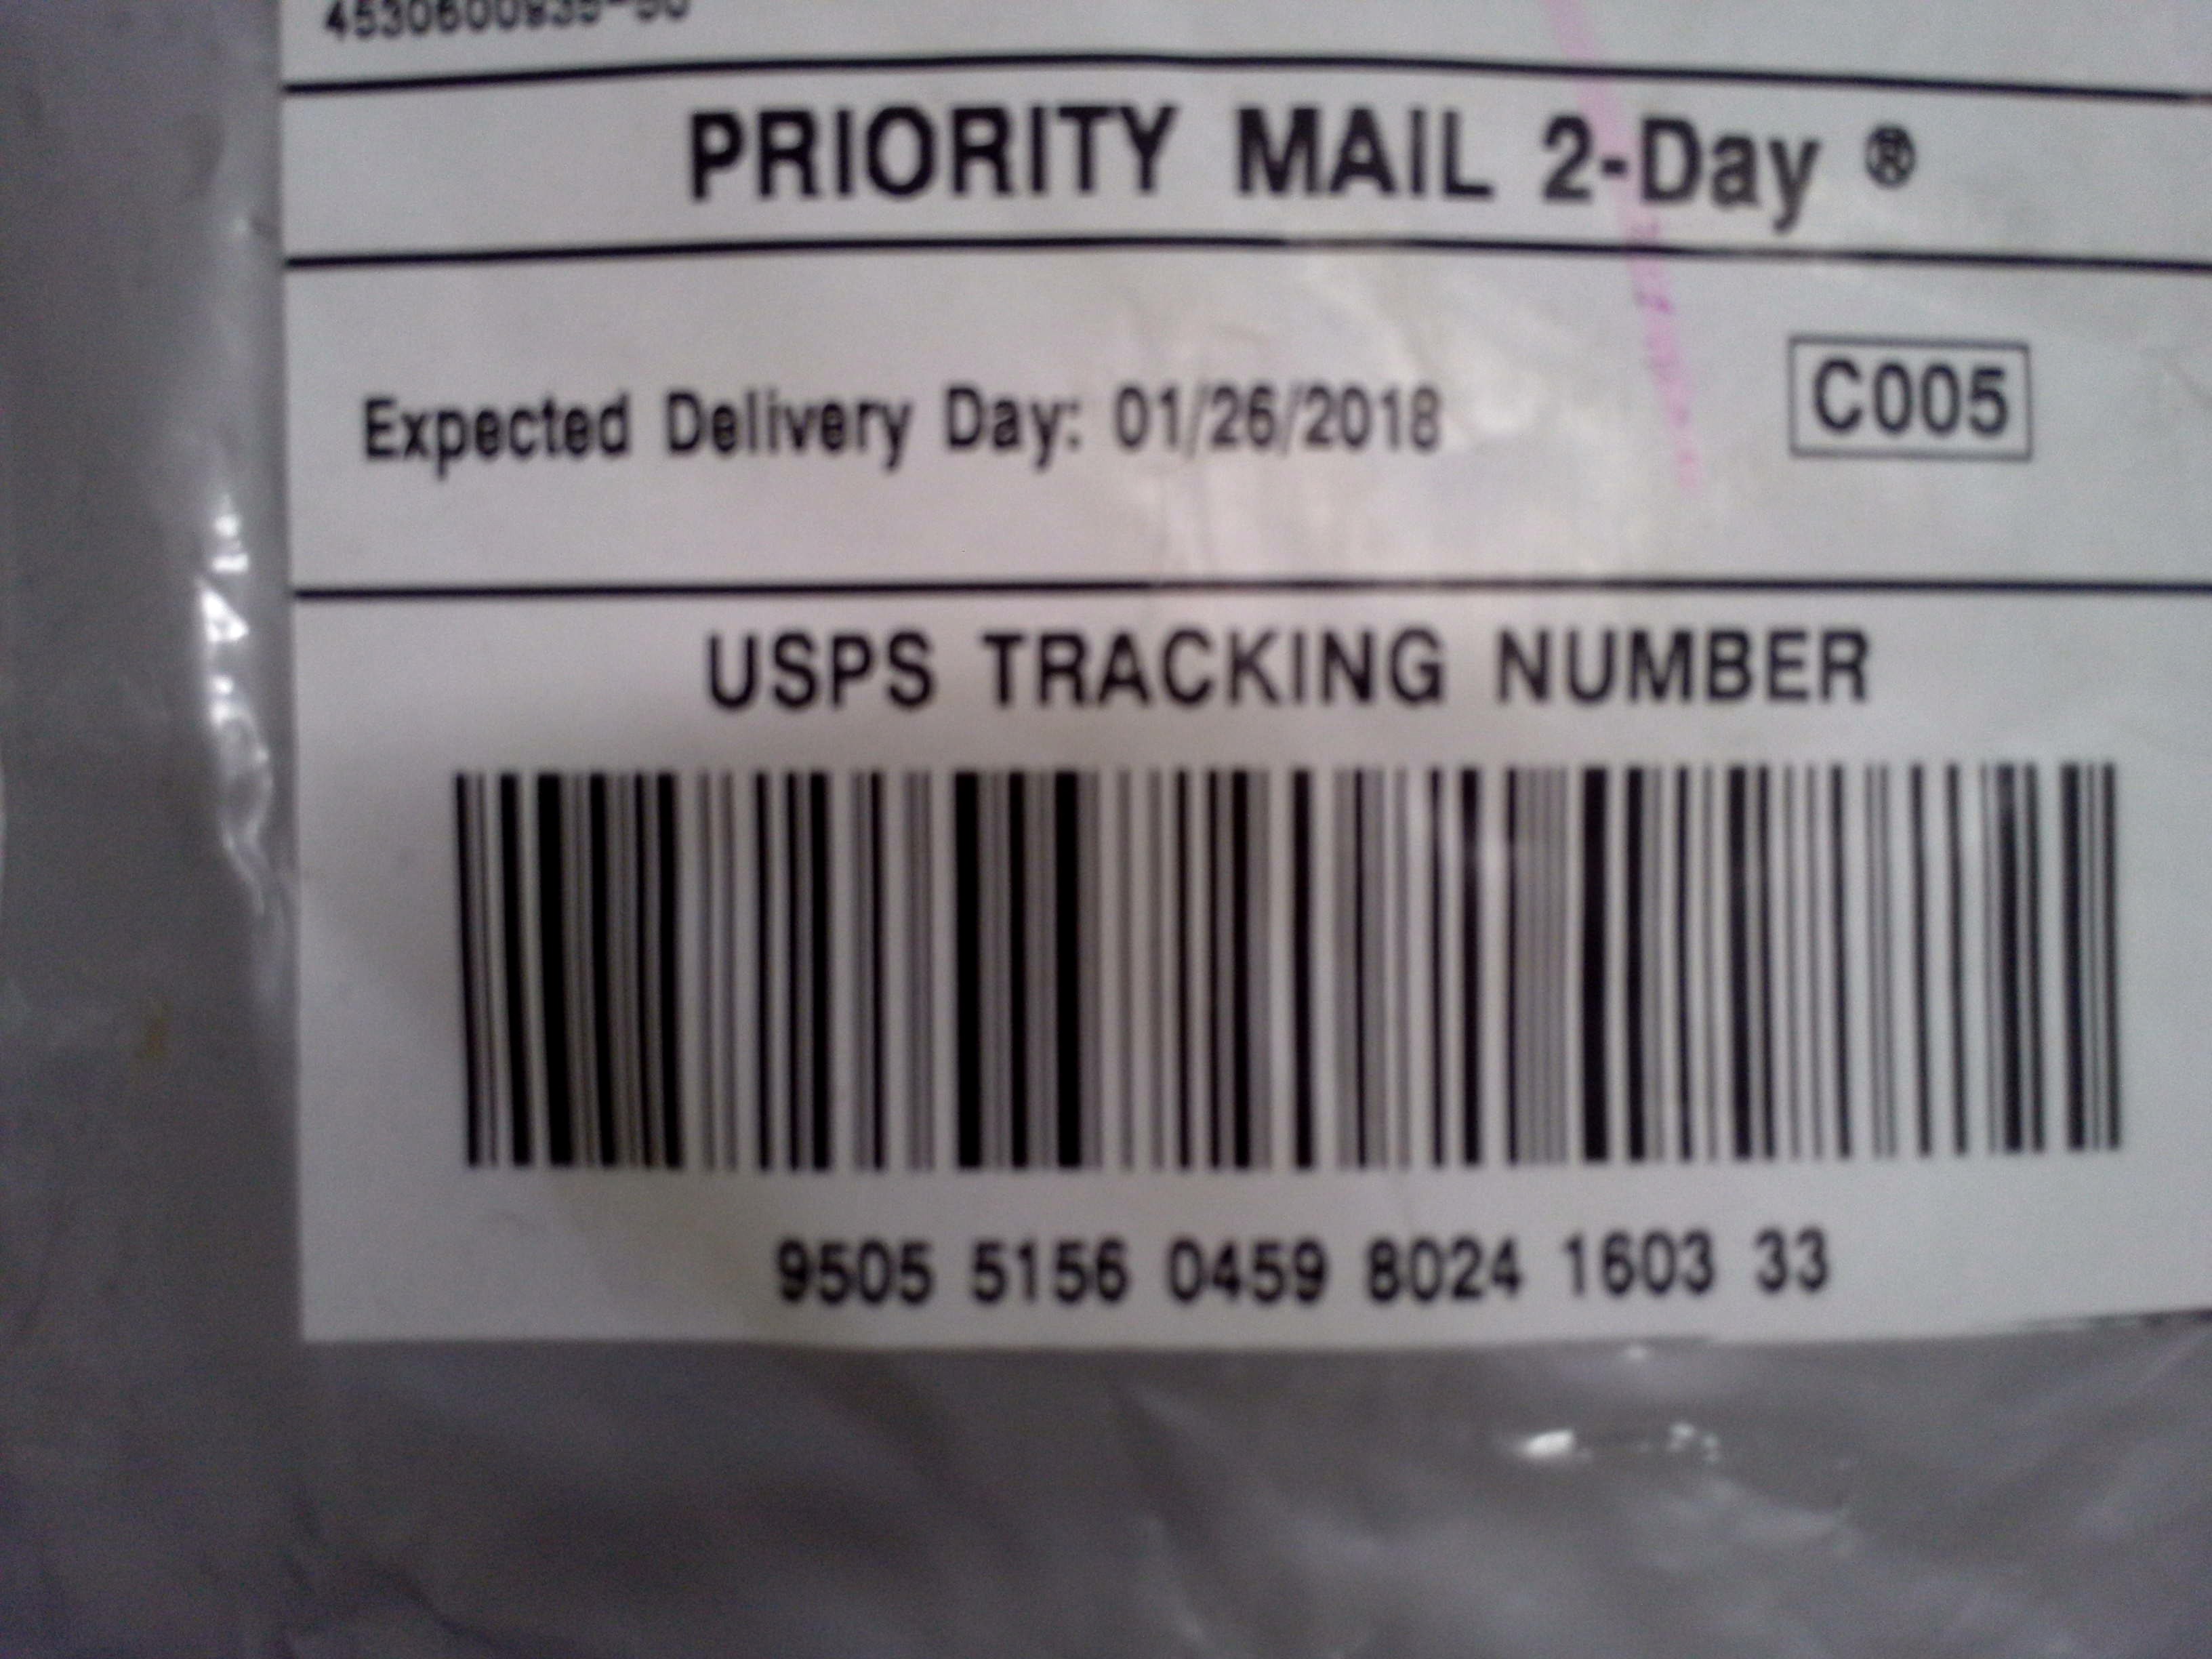 PRIORITY MAIL 2-Day ®
Expected Delivery Day: 01/26/2018
C005
USPS TRACKING NUMBER
9505 5156 0459 8024 1603 33